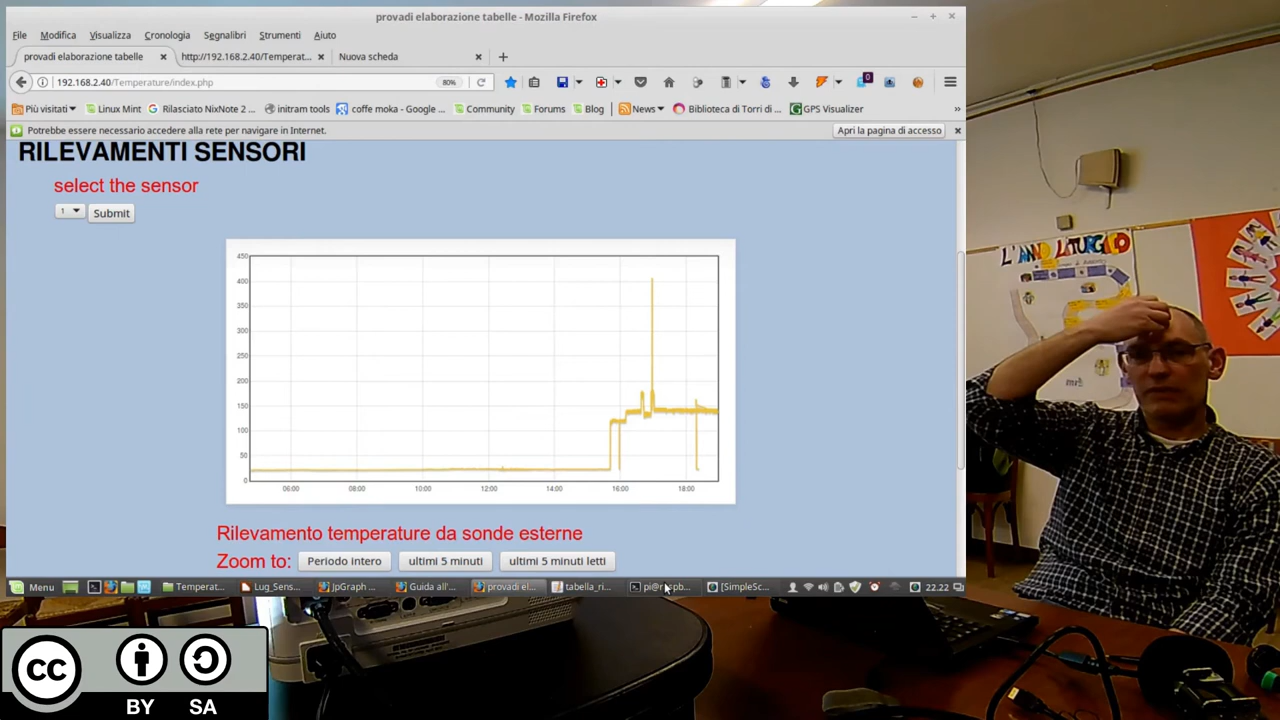 provadi elaborazione tabelle - Mozilla Firefox
File Modifica Visualizza Cronologia Segnalibri Strumenti Aiuto
provadi elaborazione tabelle http://192.168.2.40/Temperat... Nuova scheda
192.168.2.40/Temperature/index.php 80% 0
Più visitati Linux Mint Rilasciato NixNote 2 ... initram tools coffe moka - Google ... Community Forums Blog News Biblioteca di Torri di ... GPS Visualizer
Potrebbe essere necessario accedere alla rete per navigare in Internet. Apri la pagina di accesso
RILEVAMENTI SENSORI
select the sensor
1 Submit
450
400
350
300
250
200
150
100
50
0
06:00 08:00 10:00 12:00 14:00 16:00 18:00
Rilevamento temperature da sonde esterne
Zoom to: Periodo intero ultimi 5 minuti ultimi 5 minuti letti
Menu Temperat... Lug_Sens... JpGraph ... Guida all'... provadi el... tabella_ri... pi@raspb... [SimpleSc... 22.22
L'ANNO LITURGICO
CC BY SA